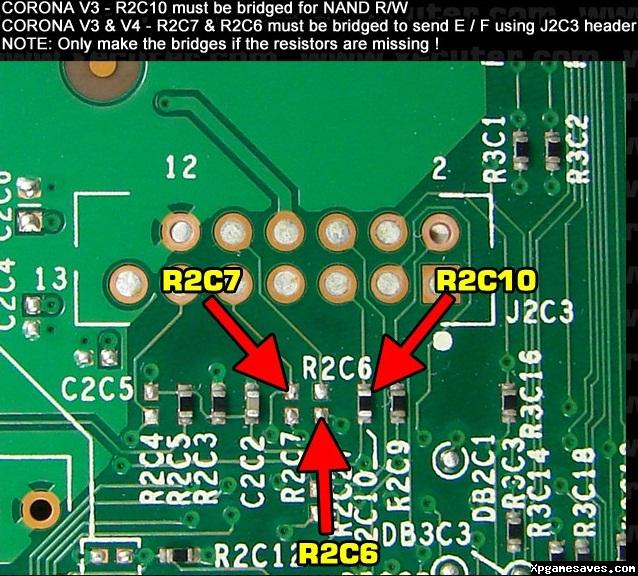 CORONA V3 - R2C10 must be bridged for NAND R/W
CORONA V3 & V4 - R2C7 & R2C6 must be bridged to send E / F using J2C3 header
NOTE: Only make the bridges if the resistors are missing !
12
2
R3C1
R3C2
C2C4
13
R2C7
R2C10
J2C3
C2C5
R2C6
R2C4
R2C5
R2C3
C2C2
R2C7
R2C10
R2C9
DB2C1
R3C16
R3C3
R3C14
R3C18
DB3C3
R2C12
R2C6
Xpgamesaves.com